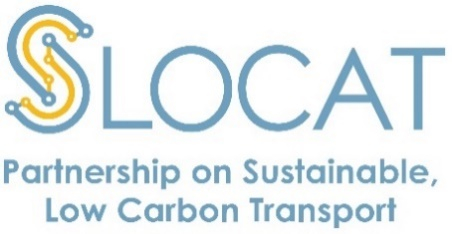 SLOCAT
Partnership on Sustainable,
Low Carbon Transport